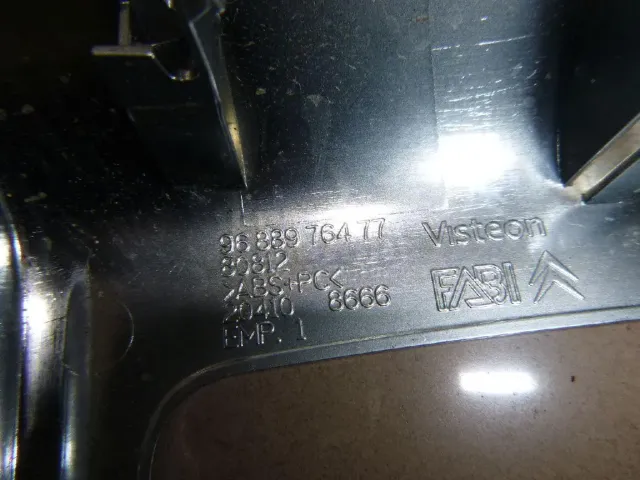 96 889 764 77 Visteon
80812
>ABS+PC<
20410 8666 FABI
EMP. 1